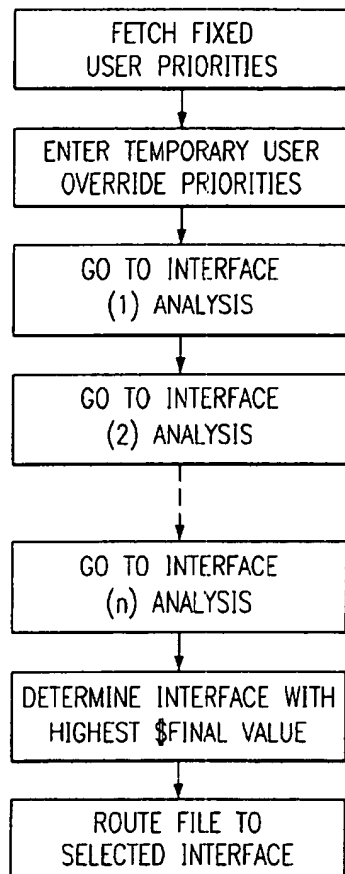 FETCH FIXED
USER PRIORITIES
ENTER TEMPORARY USER
OVERRIDE PRIORITIES
GO TO INTERFACE
(1) ANALYSIS
GO TO INTERFACE
(2) ANALYSIS
GO TO INTERFACE
(n) ANALYSIS
DETERMINE INTERFACE WITH
HIGHEST $FINAL VALUE
ROUTE FILE TO
SELECTED INTERFACE